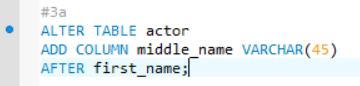 #3a
ALTER TABLE actor
ADD COLUMN middle_name VARCHAR(45)
AFTER first_name;